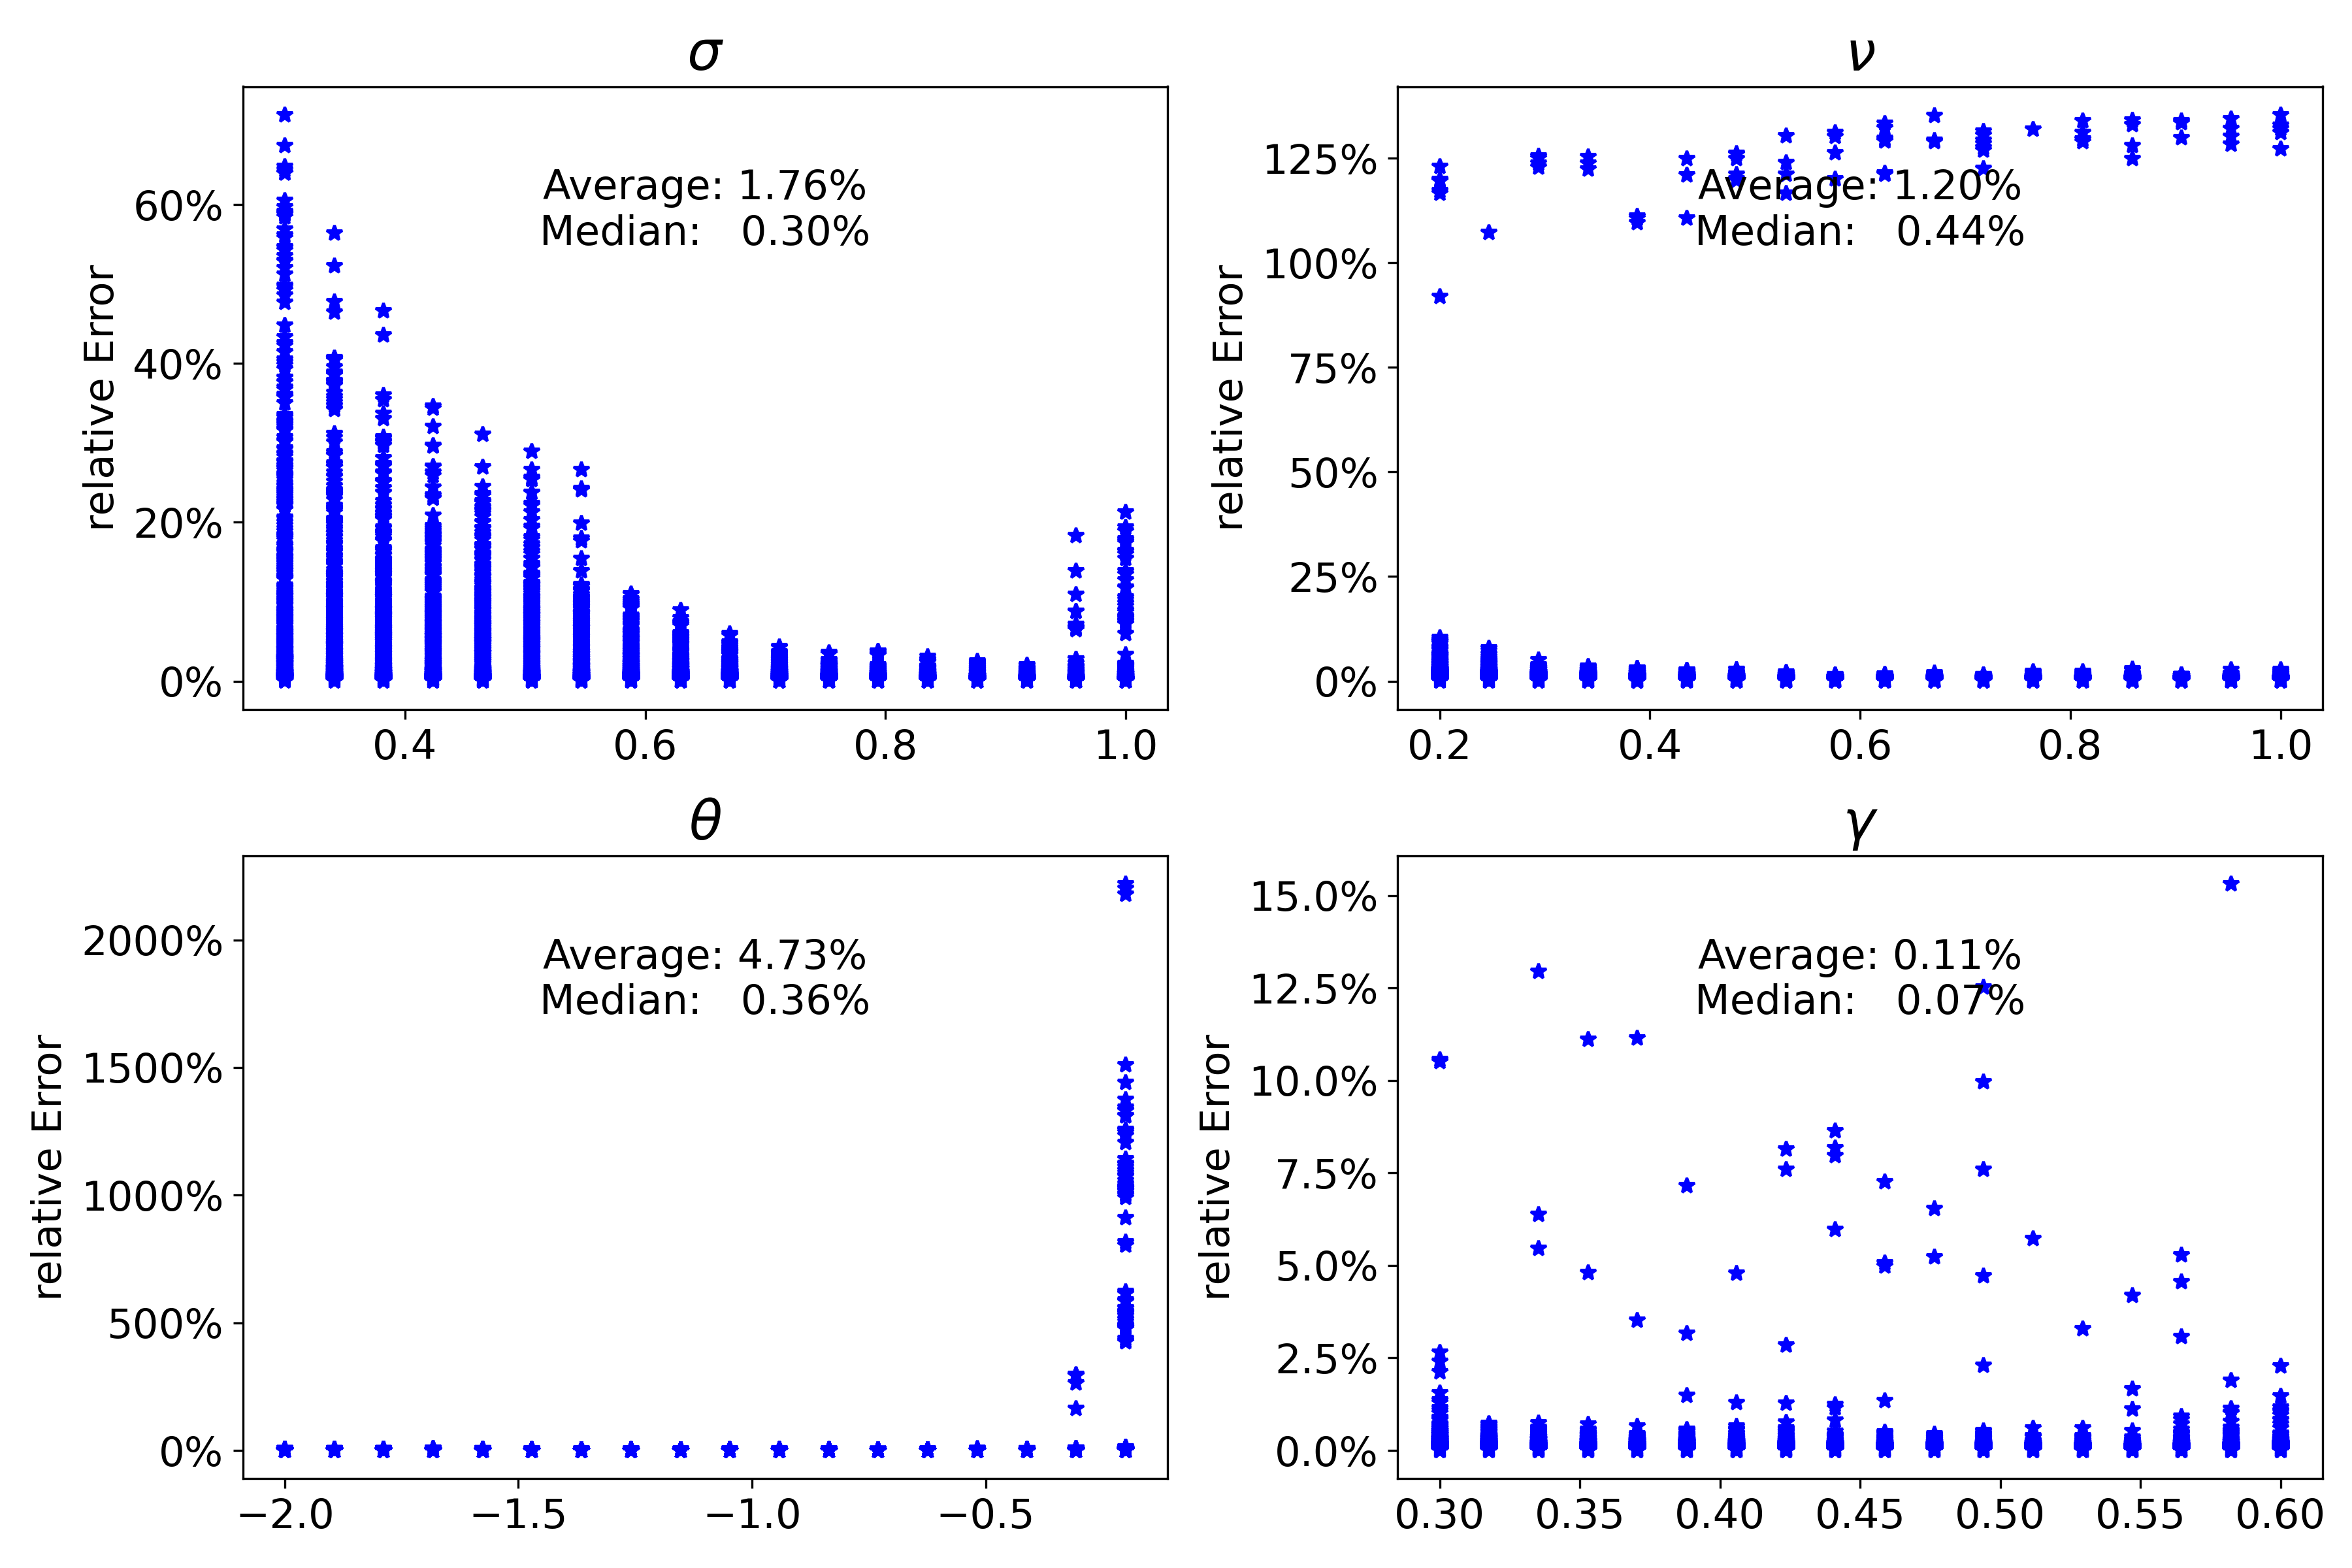 σ
relative Error
60%
40%
20%
0%
Average: 1.76%
Median: 0.30%
0.4 0.6 0.8 1.0
ν
relative Error
125%
100%
75%
50%
25%
0%
Average: 1.20%
Median: 0.44%
0.2 0.4 0.6 0.8 1.0
θ
relative Error
2000%
1500%
1000%
500%
0%
Average: 4.73%
Median: 0.36%
−2.0 −1.5 −1.0 −0.5
γ
relative Error
15.0%
12.5%
10.0%
7.5%
5.0%
2.5%
0.0%
Average: 0.11%
Median: 0.07%
0.30 0.35 0.40 0.45 0.50 0.55 0.60